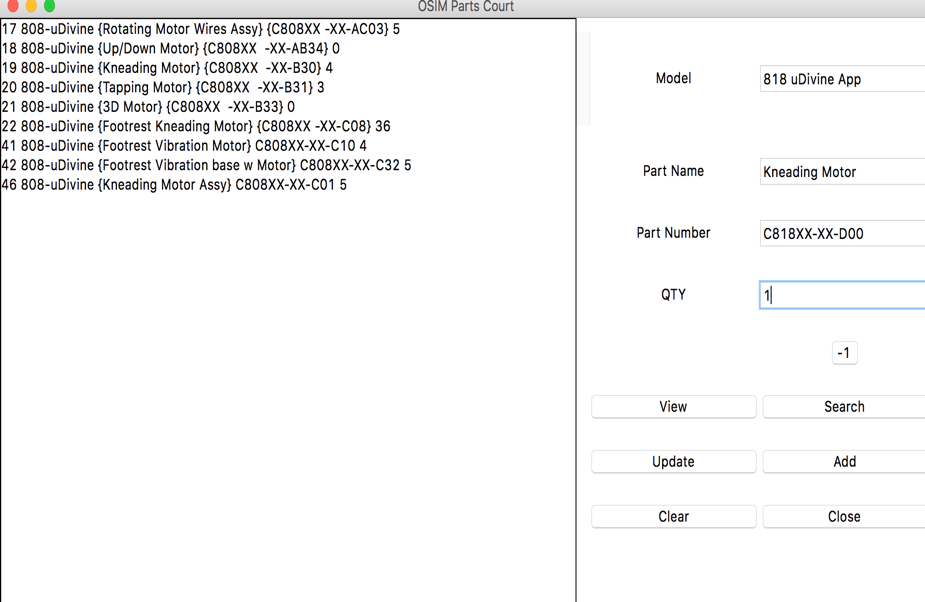 OSIM Parts Court
17 808-uDivine {Rotating Motor Wires Assy} {C808XX -XX-AC03} 5
18 808-uDivine {Up/Down Motor} {C808XX  -XX-AB34} 0
19 808-uDivine {Kneading Motor} {C808XX  -XX-B30} 4
20 808-uDivine {Tapping Motor} {C808XX  -XX-B31} 3
21 808-uDivine {3D Motor} {C808XX  -XX-B33} 0
22 808-uDivine {Footrest Kneading Motor} {C808XX -XX-C08} 36
41 808-uDivine {Footrest Vibration Motor} C808XX-XX-C10 4
42 808-uDivine {Footrest Vibration base w Motor} C808XX-XX-C32 5
46 808-uDivine {Kneading Motor Assy} C808XX-XX-C01 5
Model 818 uDivine App
Part Name Kneading Motor
Part Number C818XX-XX-D00
QTY 1
-1
View Search
Update Add
Clear Close